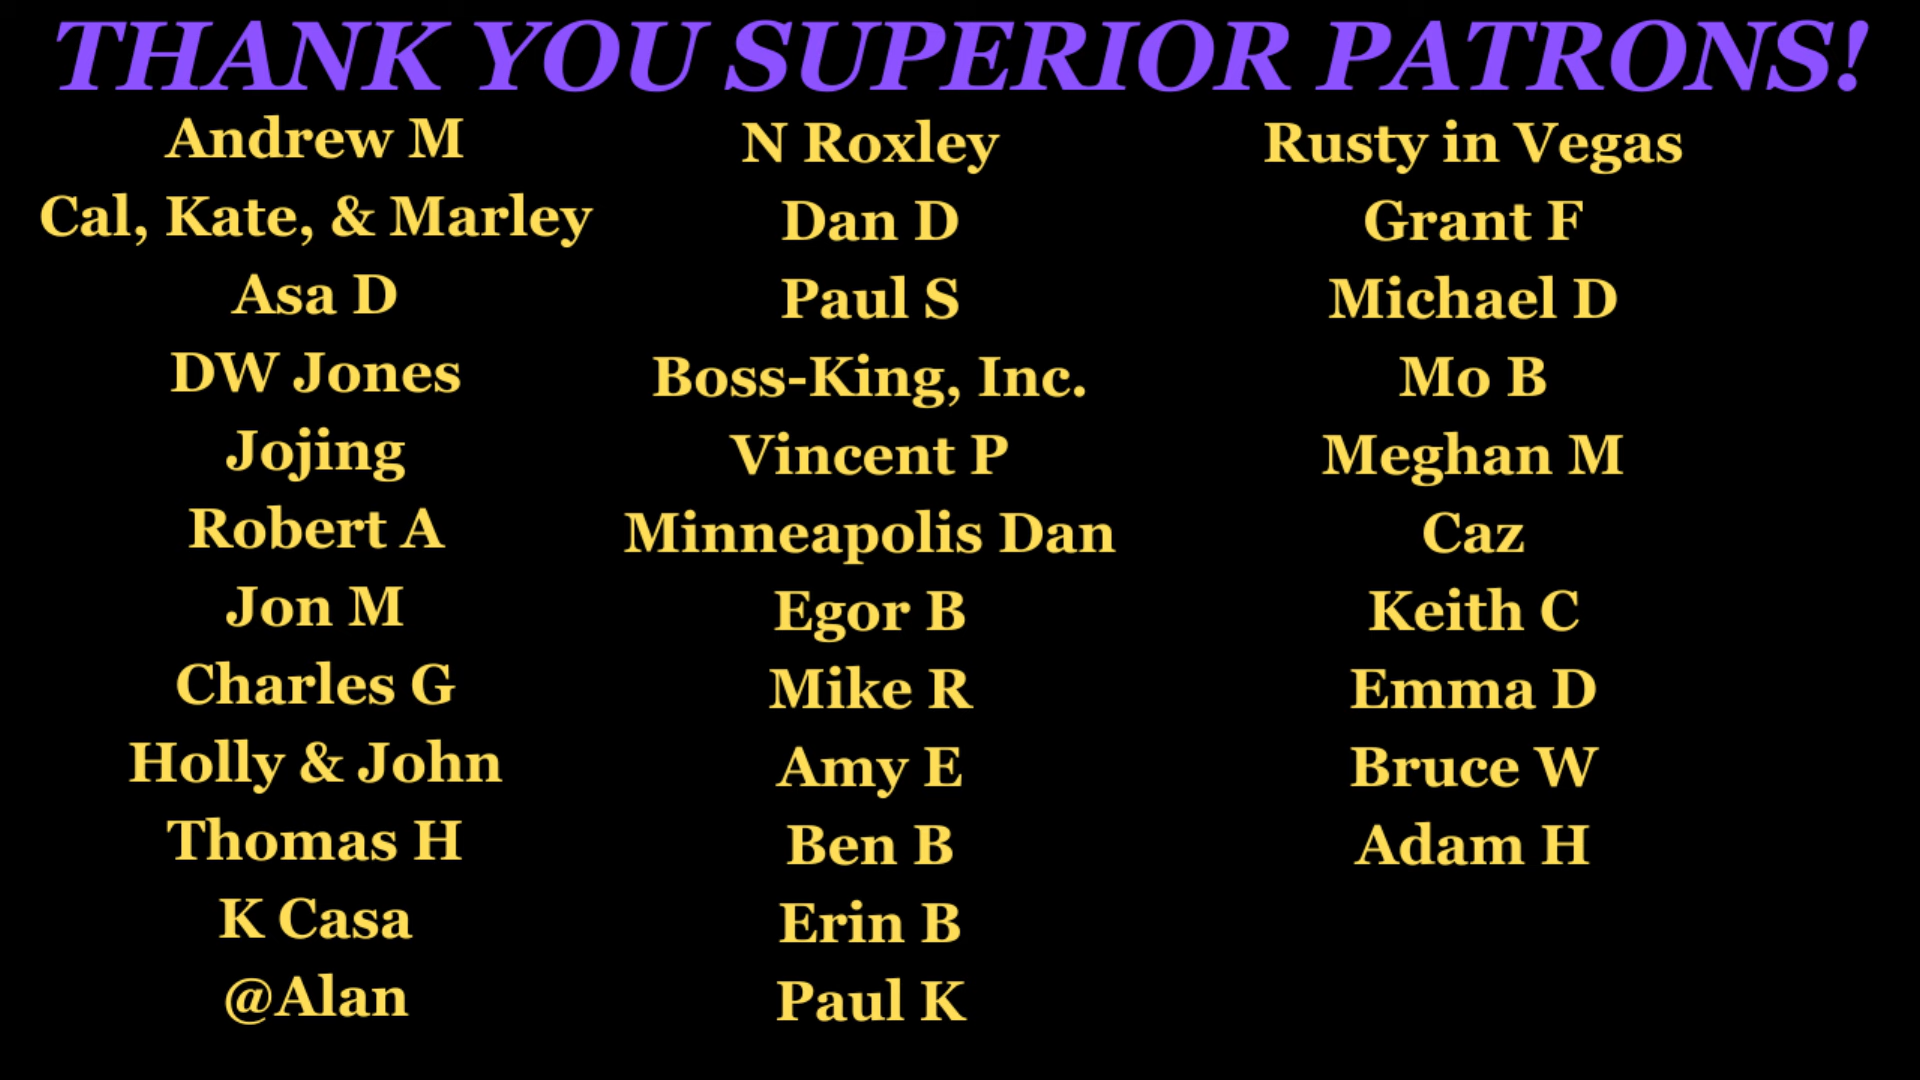 THANK YOU SUPERIOR PATRONS!
Andrew M
Cal, Kate, & Marley
Asa D
DW Jones
Jojing
Robert A
Jon M
Charles G
Holly & John
Thomas H
K Casa
@Alan
N Roxley
Dan D
Paul S
Boss-King, Inc.
Vincent P
Minneapolis Dan
Egor B
Mike R
Amy E
Ben B
Erin B
Paul K
Rusty in Vegas
Grant F
Michael D
Mo B
Meghan M
Caz
Keith C
Emma D
Bruce W
Adam H